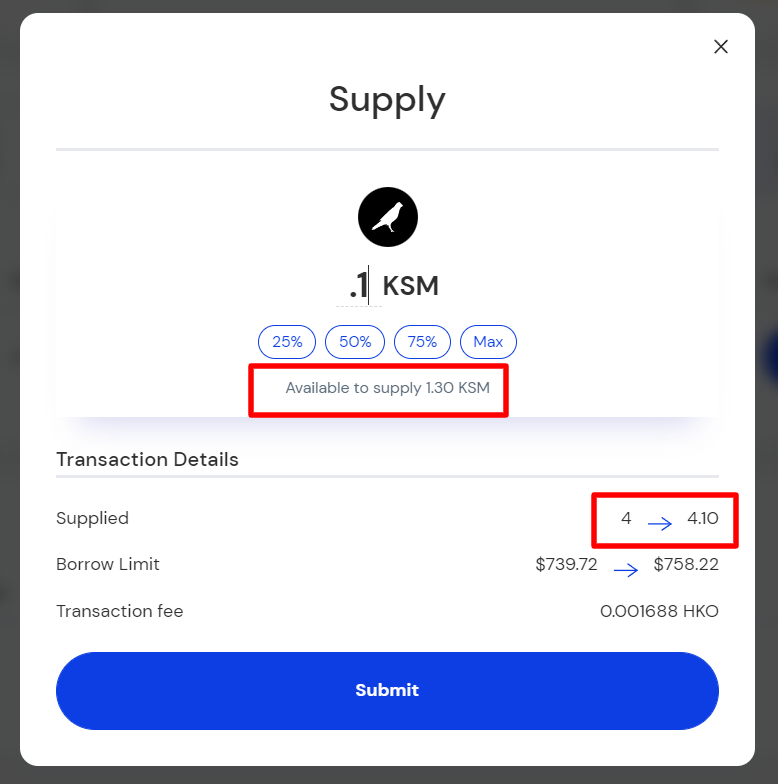 Supply
.1 KSM
25% 50% 75% Max
Available to supply 1.30 KSM
Transaction Details
Supplied 4 → 4.10
Borrow Limit $739.72 → $758.22
Transaction fee 0.001688 HKO
Submit